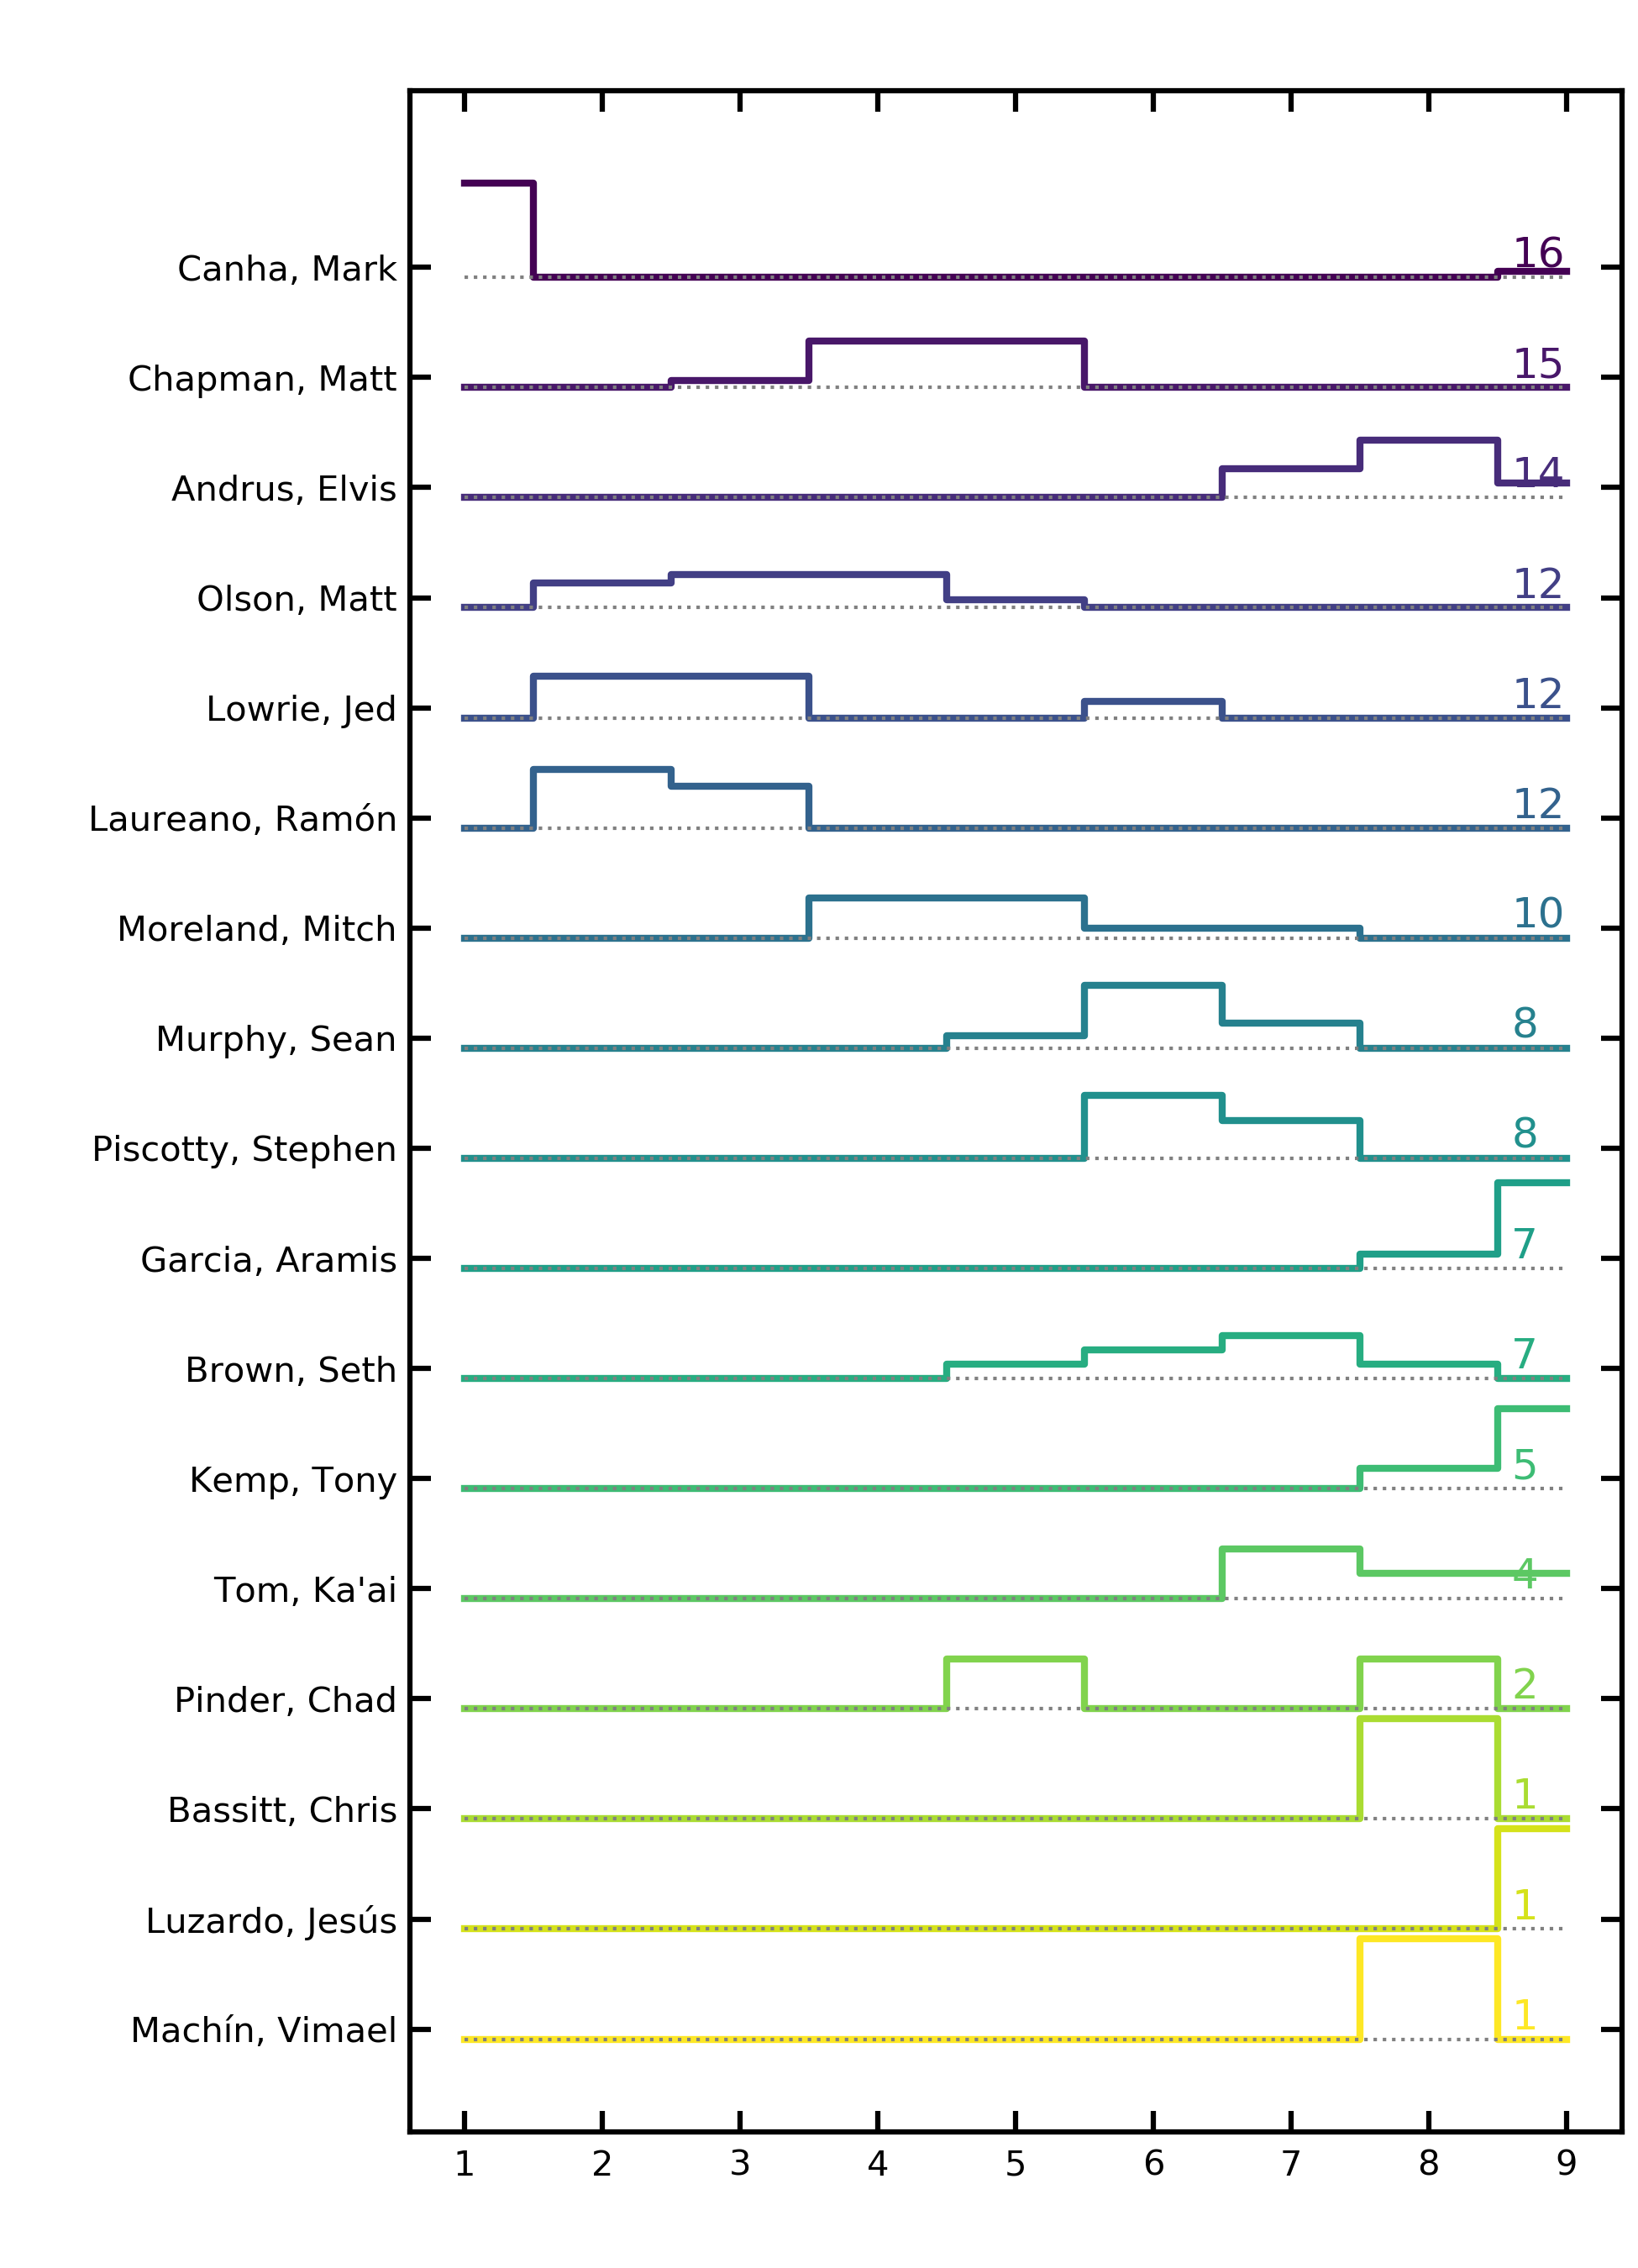 Canha, Mark 16
Chapman, Matt 15
Andrus, Elvis 14
Olson, Matt 12
Lowrie, Jed 12
Laureano, Ramón 12
Moreland, Mitch 10
Murphy, Sean 8
Piscotty, Stephen 8
Garcia, Aramis 7
Brown, Seth 7
Kemp, Tony 5
Tom, Ka'ai 4
Pinder, Chad 2
Bassitt, Chris 1
Luzardo, Jesús 1
Machín, Vimael 1
1 2 3 4 5 6 7 8 9